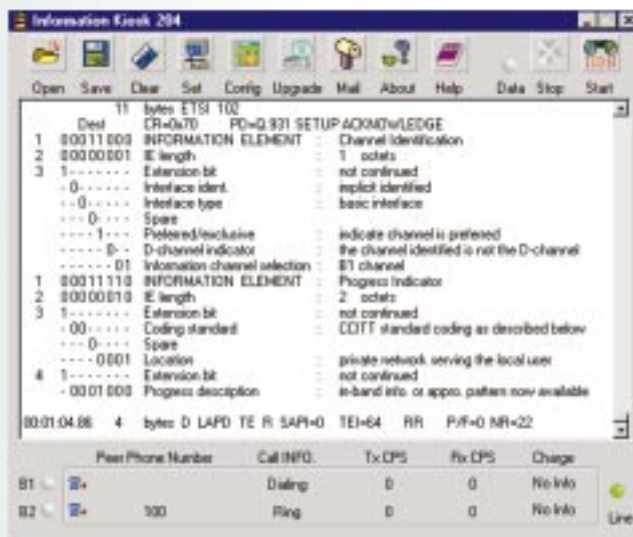 Information Kiosk 204
Open Save Clear Set Config Upgrade Mail About Help Data Stop Start
11 bytes ETSI 102
Dest CR=0x70 PD=Q.931 SETUP ACKNOWLEDGE
1 00011000 INFORMATION ELEMENT : Channel Identification
2 00000001 IE length : 1 octets
3 1------- Extension bit : not continued
-0------ Interface ident. : implicit identified
--0----- Interface type : basic interface
---0---- Spare
----1--- Preferred/exclusive : indicate channel is preferred
-----0-- D-channel indicator : the channel identified is not the D-channel
------01 Information channel selection : B1 channel
1 00011110 INFORMATION ELEMENT : Progress Indicator
2 00000010 IE length : 2 octets
3 1------- Extension bit : not continued
-00----- Coding standard : CCITT standard coding as described below
---0---- Spare
----0001 Location : private network serving the local user
4 1------- Extension bit : not continued
-0001000 Progress description : in-band info. or appro. pattern now available
00:01:04.86 4 bytes D LAPD TE R SAPI=0 TEI=64 RR P/F=0 NR=22
Peer Phone Number Call INFO. Tx CPS Rx CPS Charge
B1 Dialing 0 0 No Info
B2 100 Ring 0 0 No Info
Line